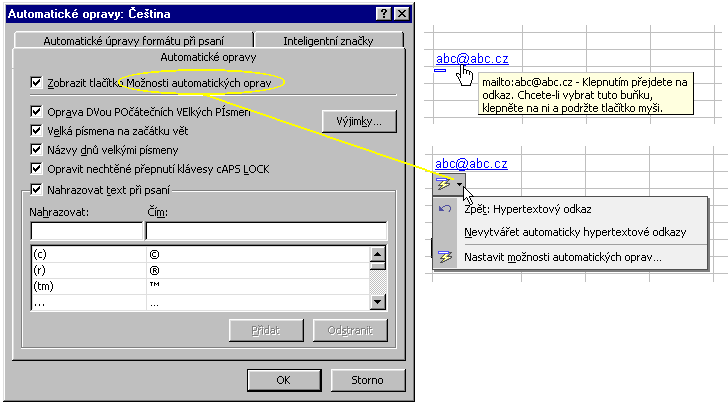 Automatické opravy: Čeština
Automatické úpravy formátu při psaní
Inteligentní značky
Automatické opravy
Zobrazit tlačítko Možnosti automatických oprav
Oprava DVou POčátečních VElkých PÍsmen
Výjimky...
Velká písmena na začátku vět
Názvy dnů velkými písmeny
Opravit nechtěné přepnutí klávesy cAPS LOCK
Nahrazovat text při psaní
Nahrazovat:
Čím:
(c) ©
(r) ®
(tm) ™
... ...
Přidat
Odstranit
OK
Storno
abc@abc.cz
mailto:abc@abc.cz - Klepnutím přejdete na
odkaz. Chcete-li vybrat tuto buňku,
klepněte na ni a podržte tlačítko myši.
abc@abc.cz
Zpět: Hypertextový odkaz
Nevytvářet automaticky hypertextové odkazy
Nastavit možnosti automatických oprav...